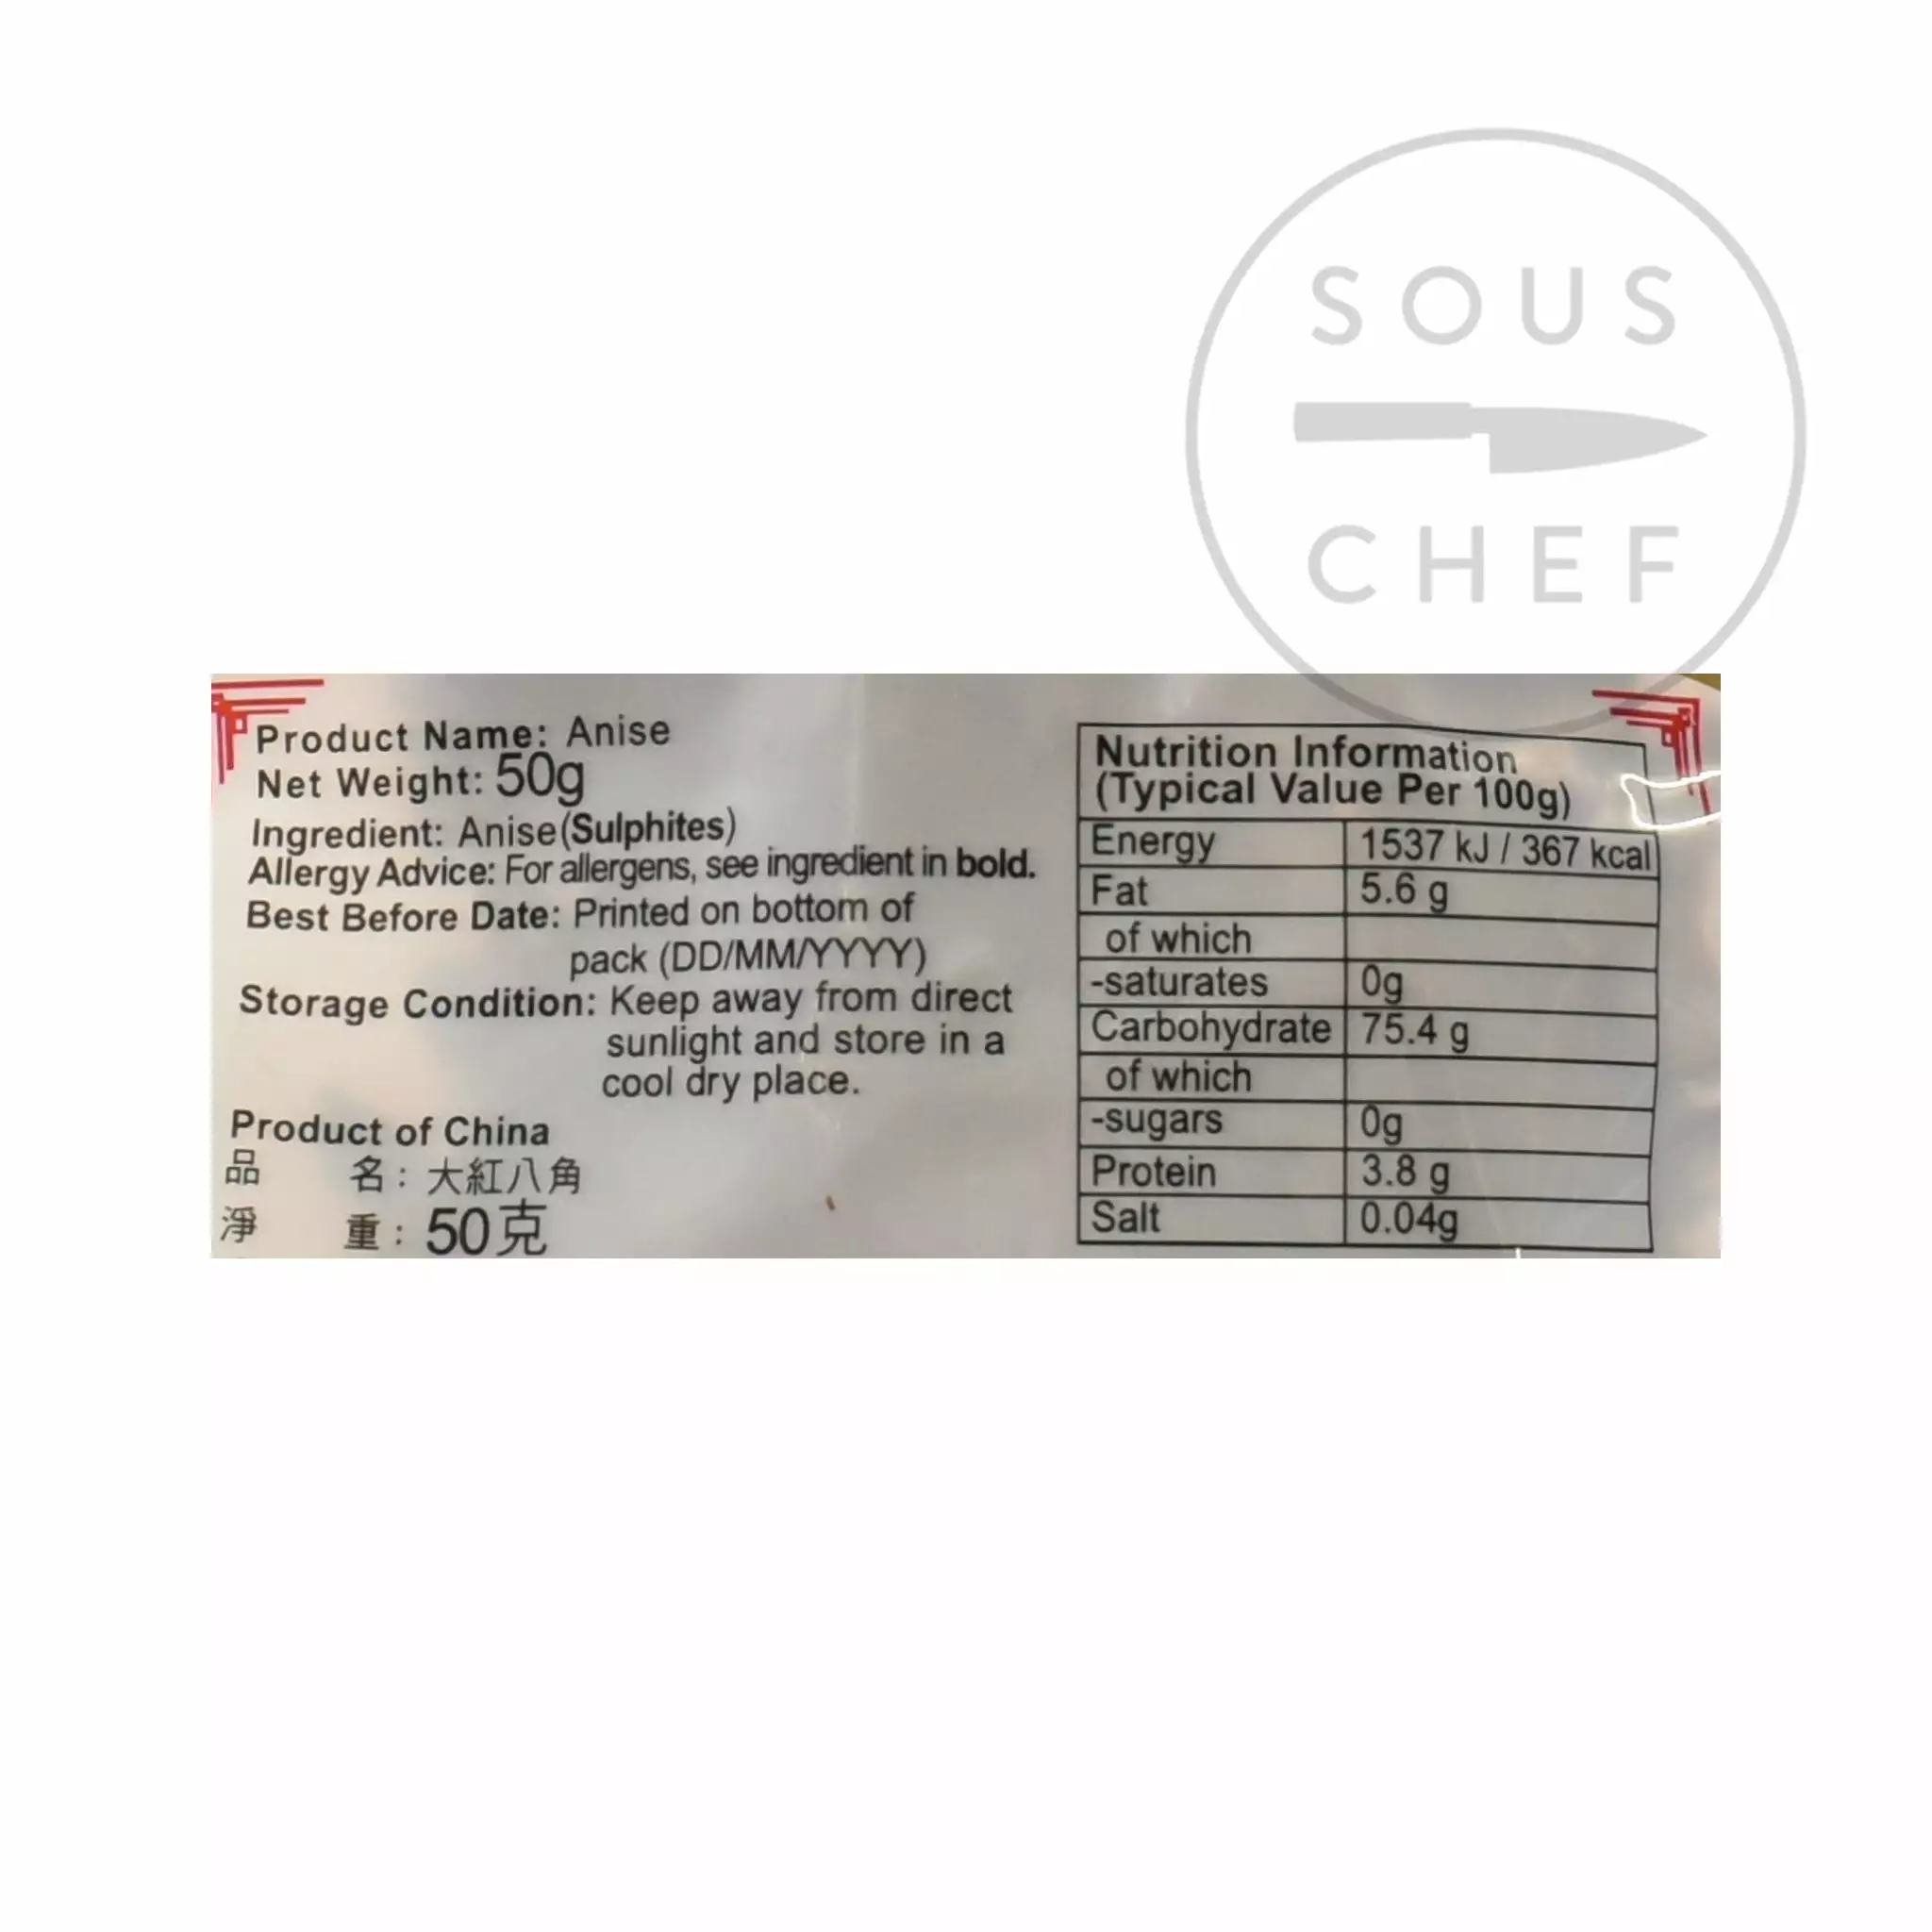 SOUS
CHEF
Product Name: Anise
Net Weight: 50g
Ingredient: Anise(Sulphites)
Allergy Advice: For allergens, see ingredient in bold.
Best Before Date: Printed on bottom of
pack (DD/MM/YYYY)
Storage Condition: Keep away from direct
sunlight and store in a
cool dry place.
Product of China
品名: 大紅八角
淨重: 50克
Nutrition Information
(Typical Value Per 100g)
Energy 1537 kJ / 367 kcal
Fat 5.6 g
of which
-saturates 0g
Carbohydrate 75.4 g
of which
-sugars 0g
Protein 3.8 g
Salt 0.04g